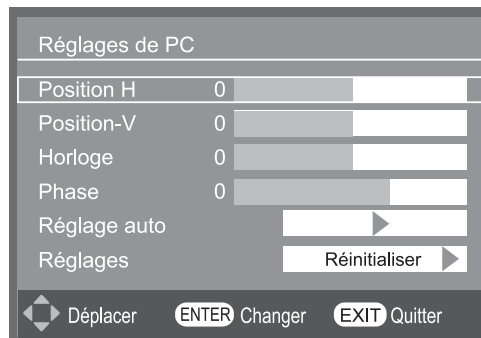 Réglages de PC
Position H 0
Position-V 0
Horloge 0
Phase 0
Réglage auto
Réglages Réinitialiser
Déplacer ENTER Changer EXIT Quitter